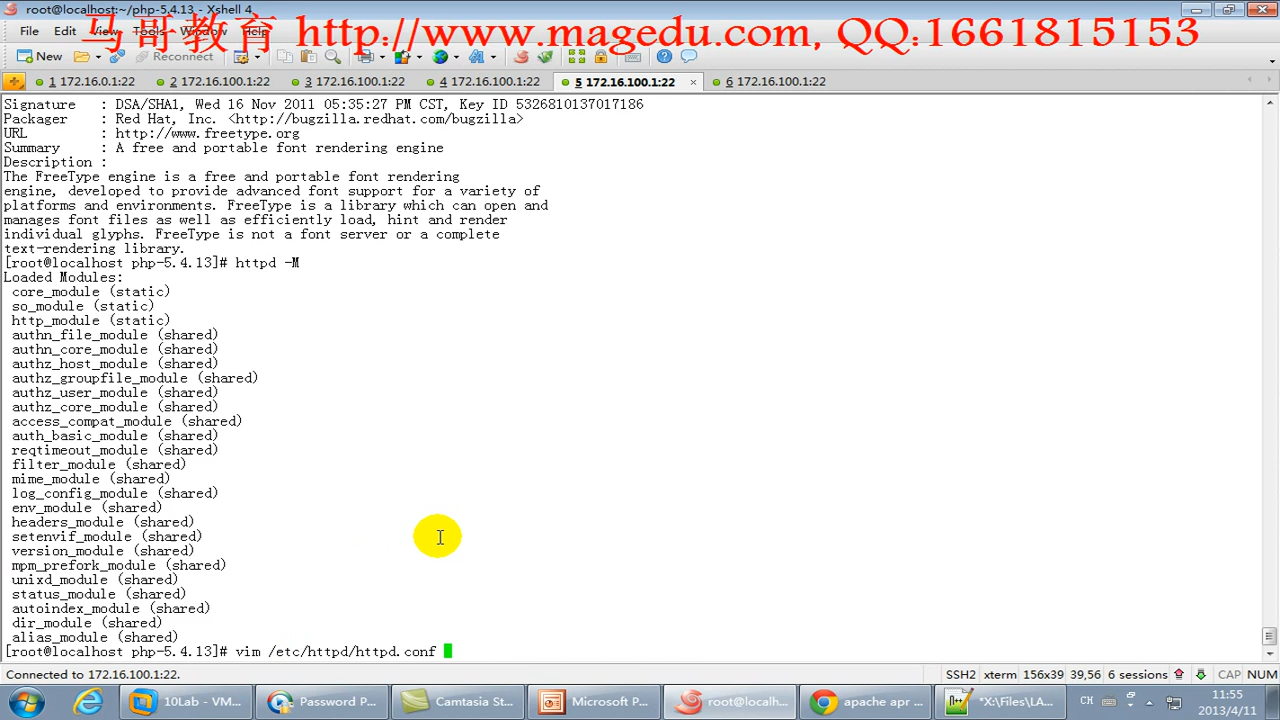 root@localhost:~/php-5.4.13 - Xshell 4
马哥教育 http://www.magedu.com, QQ:1661815153
File Edit View Tools Window Help
New Reconnect
1 172.16.0.1:22 2 172.16.100.1:22 3 172.16.100.1:22 4 172.16.100.1:22 5 172.16.100.1:22 × 6 172.16.100.1:22
Signature : DSA/SHA1, Wed 16 Nov 2011 05:35:27 PM CST, Key ID 5326810137017186
Packager : Red Hat, Inc. <http://bugzilla.redhat.com/bugzilla>
URL : http://www.freetype.org
Summary : A free and portable font rendering engine
Description :
The FreeType engine is a free and portable font rendering
engine, developed to provide advanced font support for a variety of
platforms and environments. FreeType is a library which can open and
manages font files as well as efficiently load, hint and render
individual glyphs. FreeType is not a font server or a complete
text-rendering library.
[root@localhost php-5.4.13]# httpd -M
Loaded Modules:
core_module (static)
so_module (static)
http_module (static)
authn_file_module (shared)
authn_core_module (shared)
authz_host_module (shared)
authz_groupfile_module (shared)
authz_user_module (shared)
authz_core_module (shared)
access_compat_module (shared)
auth_basic_module (shared)
reqtimeout_module (shared)
filter_module (shared)
mime_module (shared)
log_config_module (shared)
env_module (shared)
headers_module (shared)
setenvif_module (shared)
version_module (shared)
mpm_prefork_module (shared)
unixd_module (shared)
status_module (shared)
autoindex_module (shared)
dir_module (shared)
alias_module (shared)
[root@localhost php-5.4.13]# vim /etc/httpd/httpd.conf
Connected to 172.16.100.1:22. SSH2 xterm 156x39 39,56 6 sessions CAP NUM
10Lab - VM... Password P... Camtasia St... Microsoft P... root@localh... apache apr ... *X:\Files\LA... CH 11:55
2013/4/11